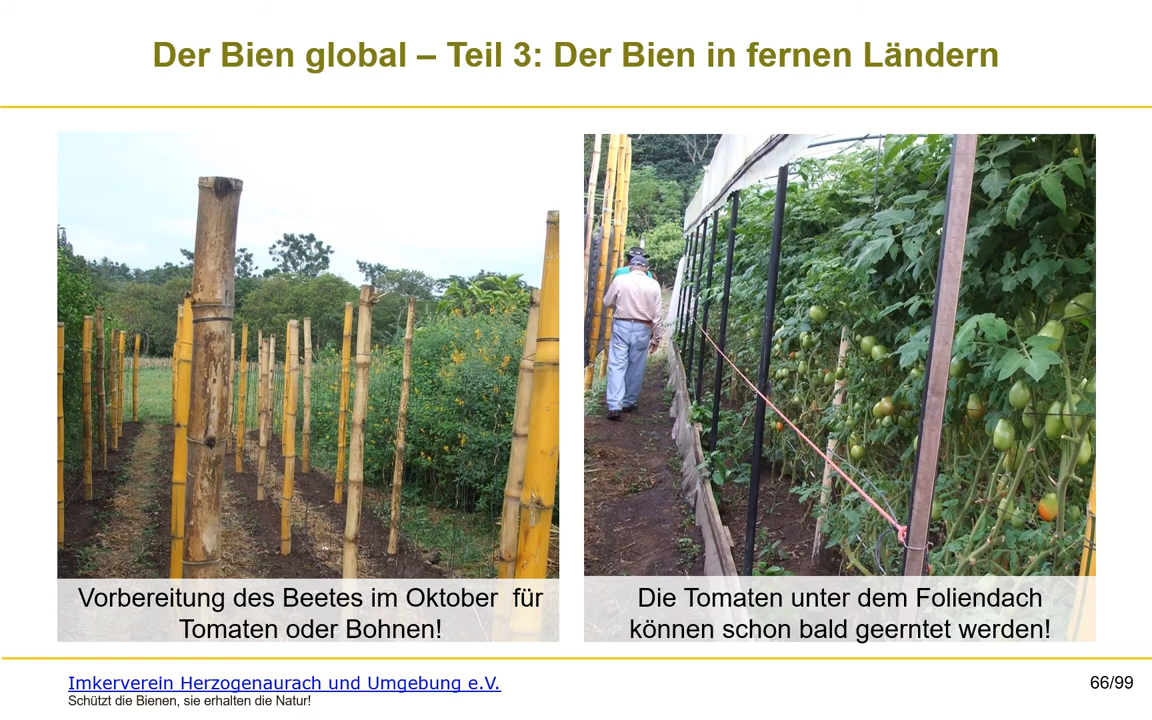 Der Bien global – Teil 3: Der Bien in fernen Ländern
Vorbereitung des Beetes im Oktober  für
Tomaten oder Bohnen!
Die Tomaten unter dem Foliendach
können schon bald geerntet werden!
Imkerverein Herzogenaurach und Umgebung e.V.
Schützt die Bienen, sie erhalten die Natur!
66/99